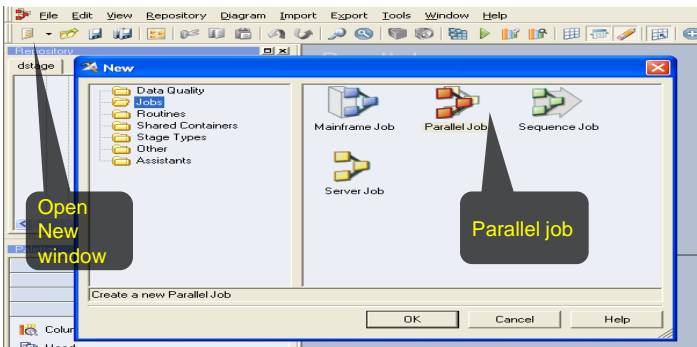 File Edit View Repository Diagram Import Export Tools Window Help
Repository
dstage
New
Data Quality
Jobs
Routines
Shared Containers
Stage Types
Other
Assistants
Mainframe Job Parallel Job Sequence Job
Server Job
Open
New
window
Parallel job
Create a new Parallel Job
OK Cancel Help
Colu